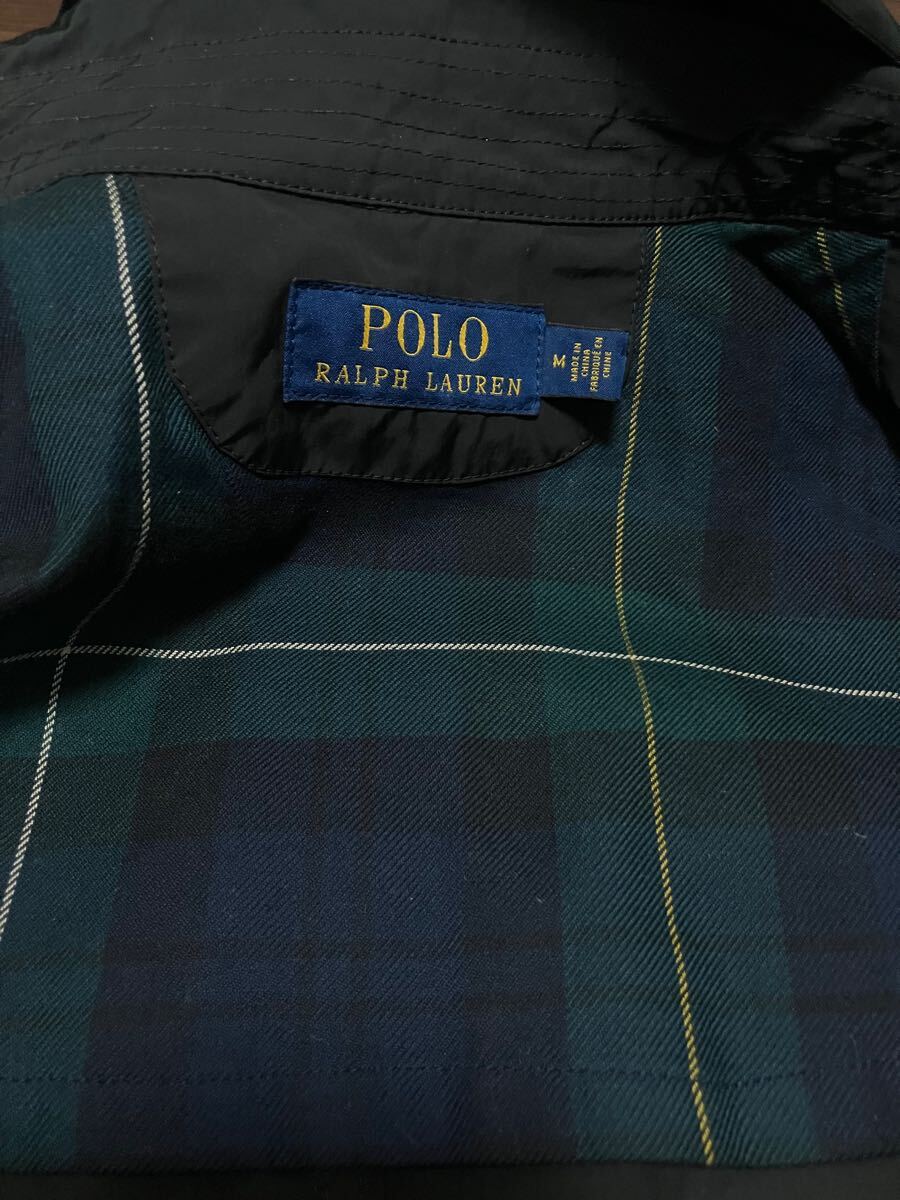 POLO
RALPH LAUREN
M
MADE IN
CHINA
FABRIQUÉ EN
CHINE